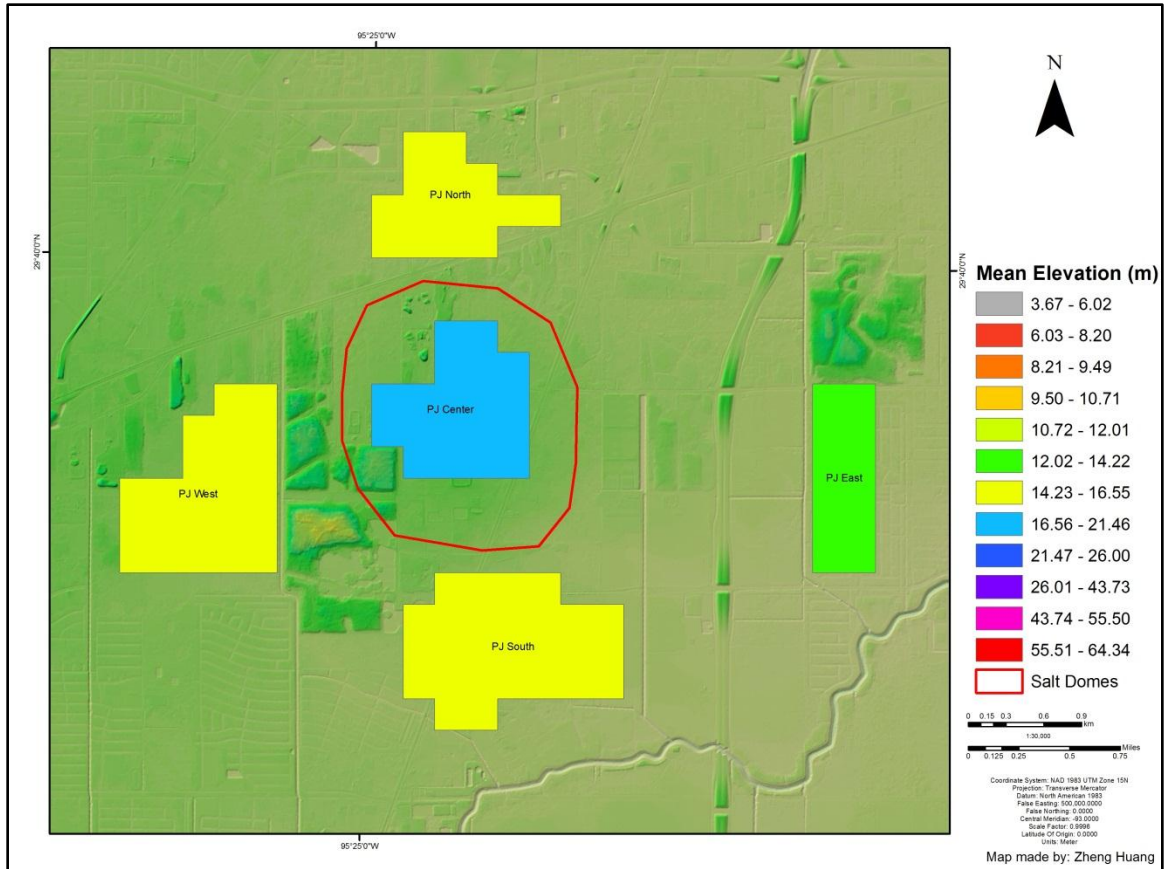 95°25'0"W
N
PJ North
29°40'0"N
29°40'0"N
Mean Elevation (m)
3.67 - 6.02
6.03 - 8.20
8.21 - 9.49
9.50 - 10.71
10.72 - 12.01
12.02 - 14.22
14.23 - 16.55
16.56 - 21.46
21.47 - 26.00
26.01 - 43.73
43.74 - 55.50
55.51 - 64.34
Salt Domes
PJ Center
PJ West
PJ East
PJ South
0 0.15 0.3 0.6 0.9
km
1:30,000
Miles
0 0.125 0.25 0.5 0.75
Coordinate System: NAD 1983 UTM Zone 15N
Projection: Transverse Mercator
Datum: North American 1983
False Easting: 500,000.0000
False Northing: 0.0000
Central Meridian: -93.0000
Scale Factor: 0.9996
Latitude Of Origin: 0.0000
Units: Meter
Map made by: Zheng Huang
95°25'0"W